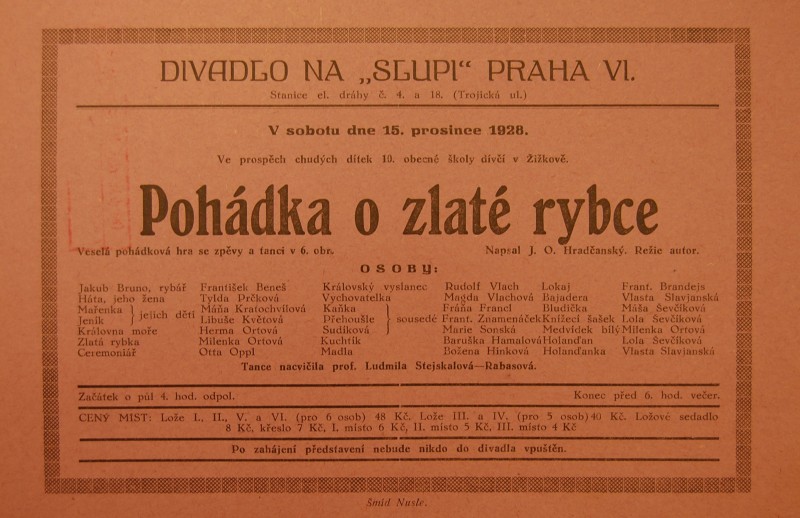 DIVADLO NA „SLUPI“ PRAHA VI.
Stanice el. dráhy č. 4. a 18. (Trojická ul.)
V sobotu dne 15. prosince 1928.
Ve prospěch chudých dítek 10. obecné školy dívčí v Žižkově.
Pohádka o zlaté rybce
Veselá pohádková hra se zpěvy a tanci v 6. obr. Napsal J. O. Hradčanský. Režie autor.
OSOBY:
Jakub Bruno, rybář František Beneš Královský vyslanec Rudolf Vlach Lokaj Frant. Brandejs
Háta, jeho žena Tylda Prčková Vychovatelka Magda Vlachová Bajadera Vlasta Slavjanská
Mařenka } jejich děti Máňa Kratochvílová Kaňka } sousedé Fráňa Francl Bludička Máša Ševčíková
Jeník Libuše Květová Přehoušle Frant. Znamenáček Knížecí šašek Lola Ševčíková
Královna moře Herma Ortová Sudíková Marie Sonská Medvídek bílý Milenka Ortová
Zlatá rybka Milenka Ortová Kuchtík Baruška Hamalová Holanďan Lola Ševčíková
Ceremoniář Otta Oppl Madla Božena Hinková Holanďanka Vlasta Slavjanská
Tance nacvičila prof. Ludmila Stejskalová—Rabasová.
Začátek o půl 4. hod. odpol. Konec před 6. hod. večer.
CENY MÍST: Lože I., II., V. a VI. (pro 6 osob) 48 Kč. Lože III. a IV. (pro 5 osob) 40 Kč. Ložové sedadlo
8 Kč, křeslo 7 Kč, I. místo 6 Kč, II. místo 5 Kč, III. místo 4 Kč
Po zahájení představení nebude nikdo do divadla vpuštěn.
Šmíd Nusle.